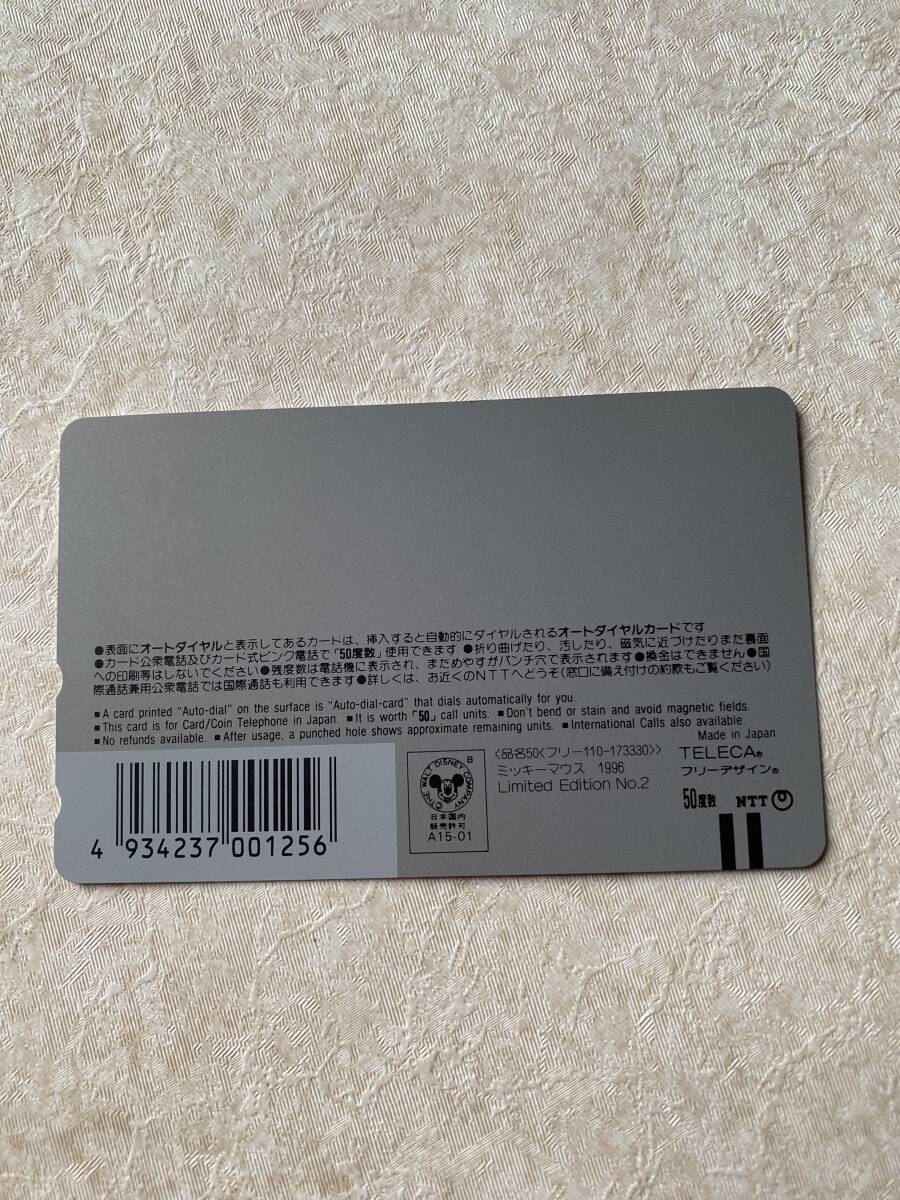 ●表面にオートダイヤルと表示してあるカードは、挿入すると自動的にダイヤルされるオートダイヤルカードです
●カード公衆電話及びカード式ピンク電話で「50度数」使用できます ●折り曲げたり、汚したり、磁気に近づけたりまた裏面
への印刷等はしないでください●残度数は電話機に表示され、まためやすがパンチ穴で表示されます ●換金はできません●国
際通話兼用公衆電話では国際通話も利用できます●詳しくは、お近くのNTTへどうぞ(窓口に備え付けの約款もご覧ください)
■ A card printed "Auto-dial" on the surface is "Auto-dial-card" that dials automatically for you.
■ This card is for Card/Coin Telephone in Japan. ■ It is worth「50」call units. ■ Don't bend or stain and avoid magnetic fields.
■ No refunds available. ■ After usage, a punched hole shows approximate remaining units. ■ International Calls also available.
Made in Japan
4 934237 001256
B
©THE WALT DISNEY COMPANY
日本国内
販売許可
A15-01
〈品名50〈フリー110-173330〉〉
ミッキーマウス 1996
Limited Edition No.2
TELECA®
フリーデザイン®
50度数 NTT